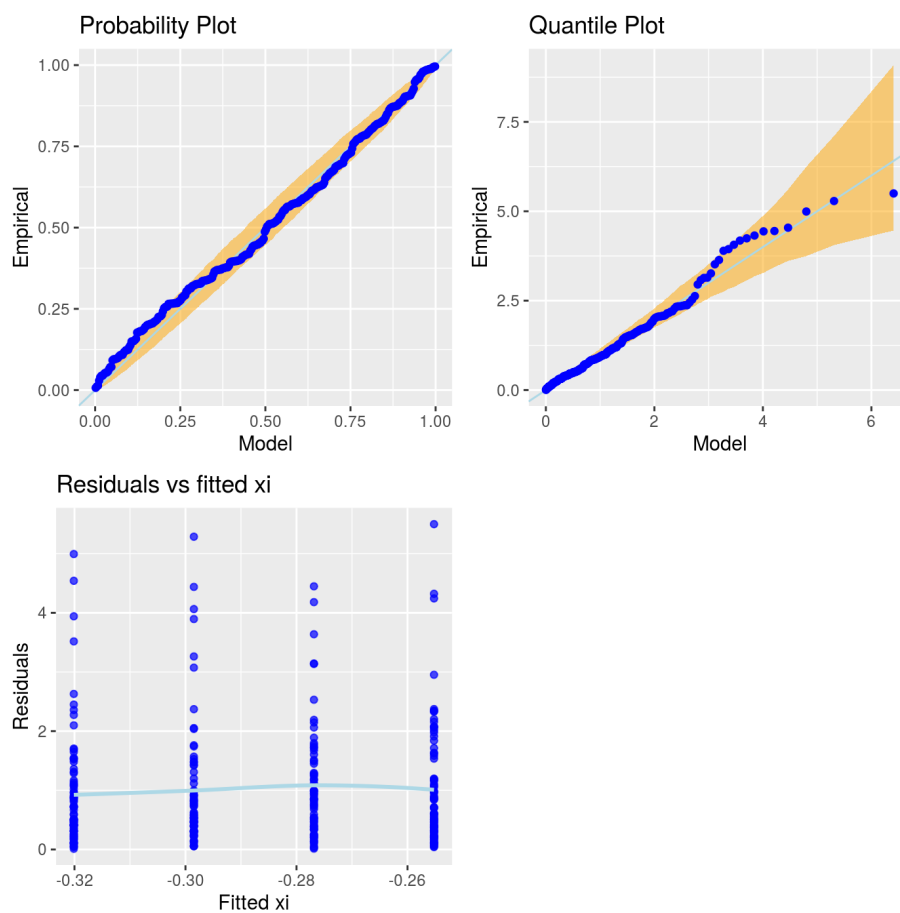 Probability Plot
Empirical
1.00
0.75
0.50
0.25
0.00
0.00 0.25 0.50 0.75 1.00
Model
Quantile Plot
Empirical
7.5
5.0
2.5
0.0
0 2 4 6
Model
Residuals vs fitted xi
Residuals
4
2
0
-0.32 -0.30 -0.28 -0.26
Fitted xi